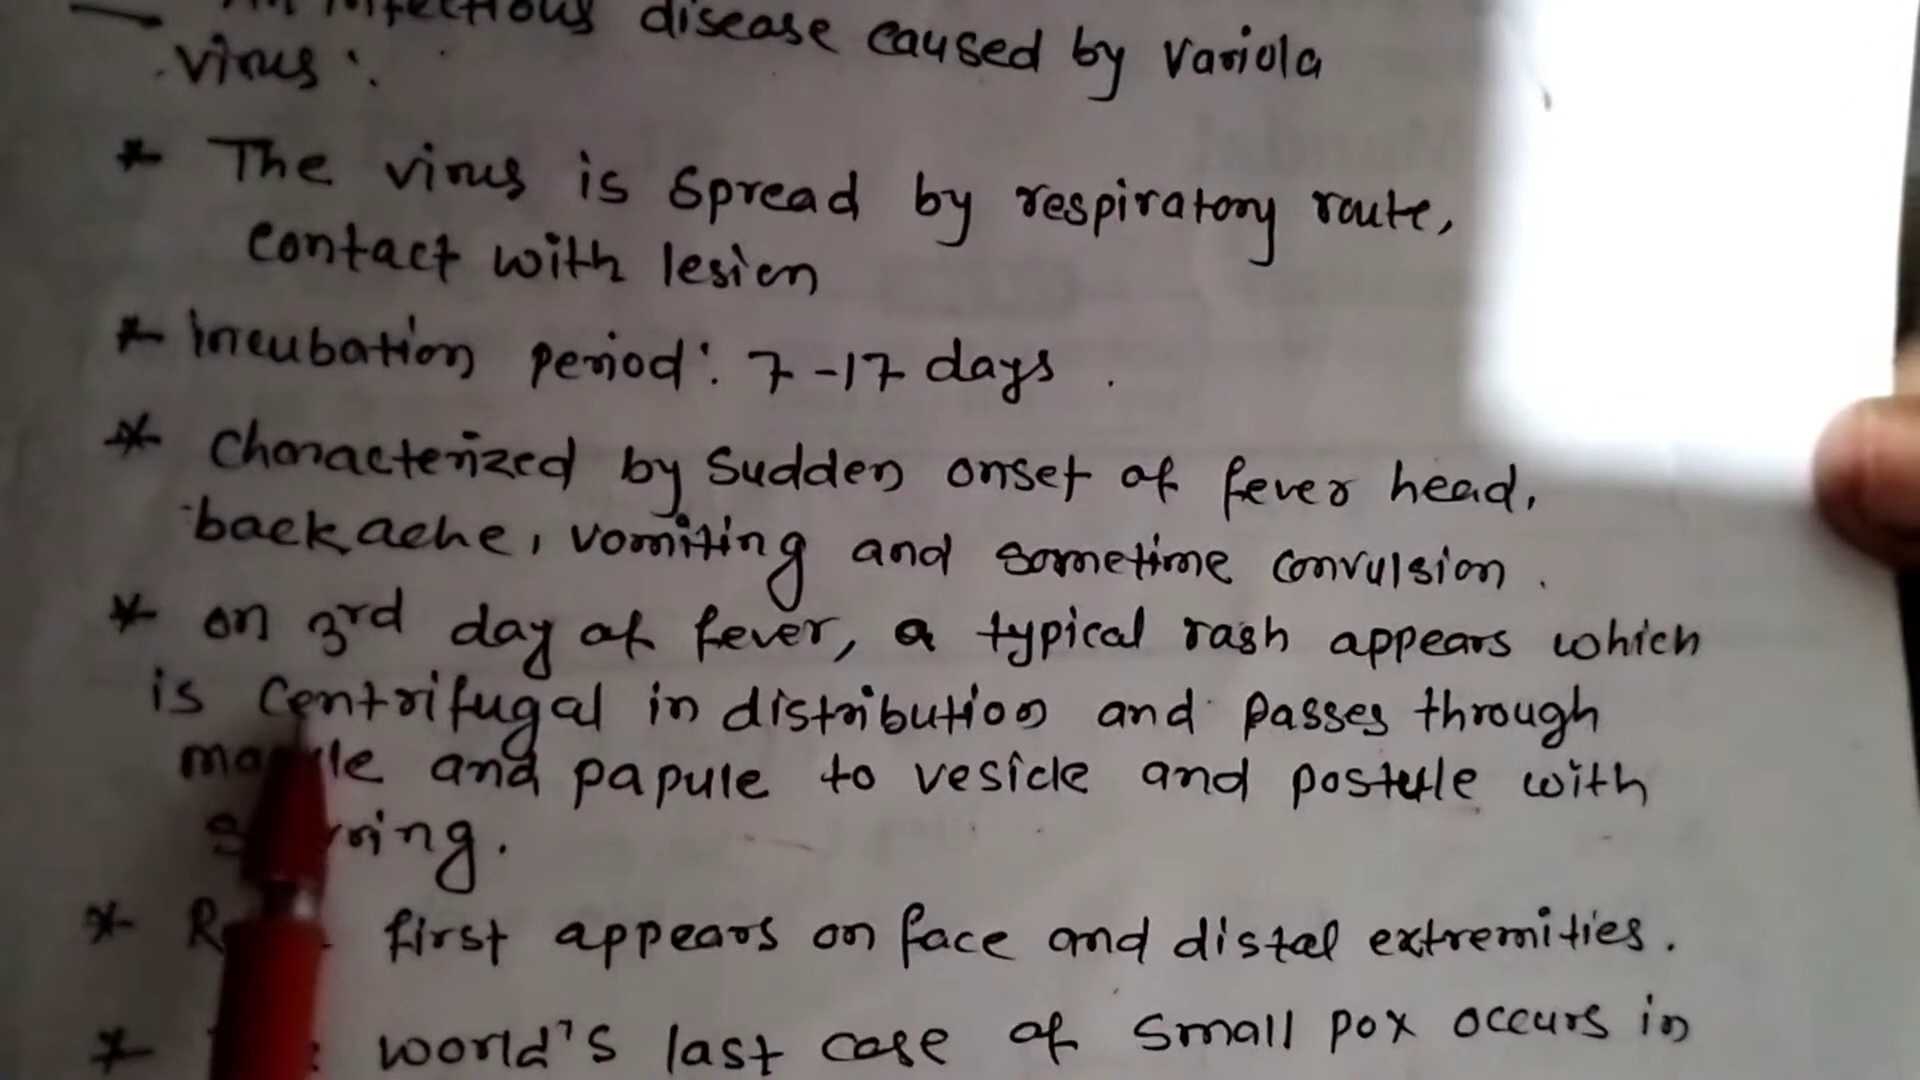 An infectious disease caused by Variola
virus.
* The virus is spread by respiratory route,
contact with lesion
* Incubation period: 7-17 days.
* Characterized by sudden onset of fever head,
backache, vomiting and sometime convulsion.
* on 3rd day of fever, a typical rash appears which
is centrifugal in distribution and passes through
and papule to vesicle and postule with
* first appears on face and distal extremities.
* world's last case of small pox occurs in